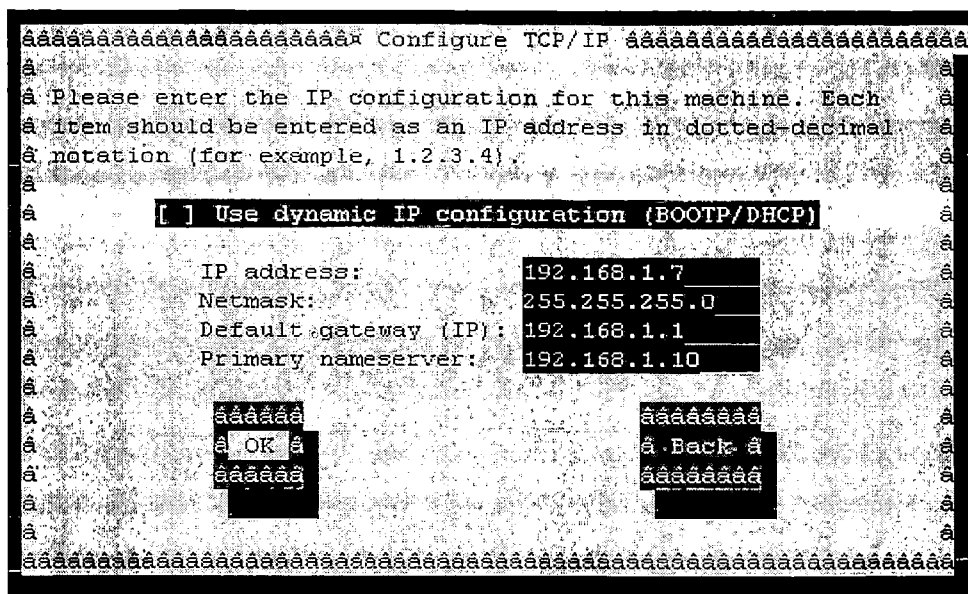 Configure TCP/IP
Please enter the IP configuration for this machine. Each
item should be entered as an IP address in dotted-decimal
notation (for example, 1.2.3.4).
[ ] Use dynamic IP configuration (BOOTP/DHCP)
IP address: 192.168.1.7
Netmask: 255.255.255.0
Default gateway (IP): 192.168.1.1
Primary nameserver: 192.168.1.10
OK Back